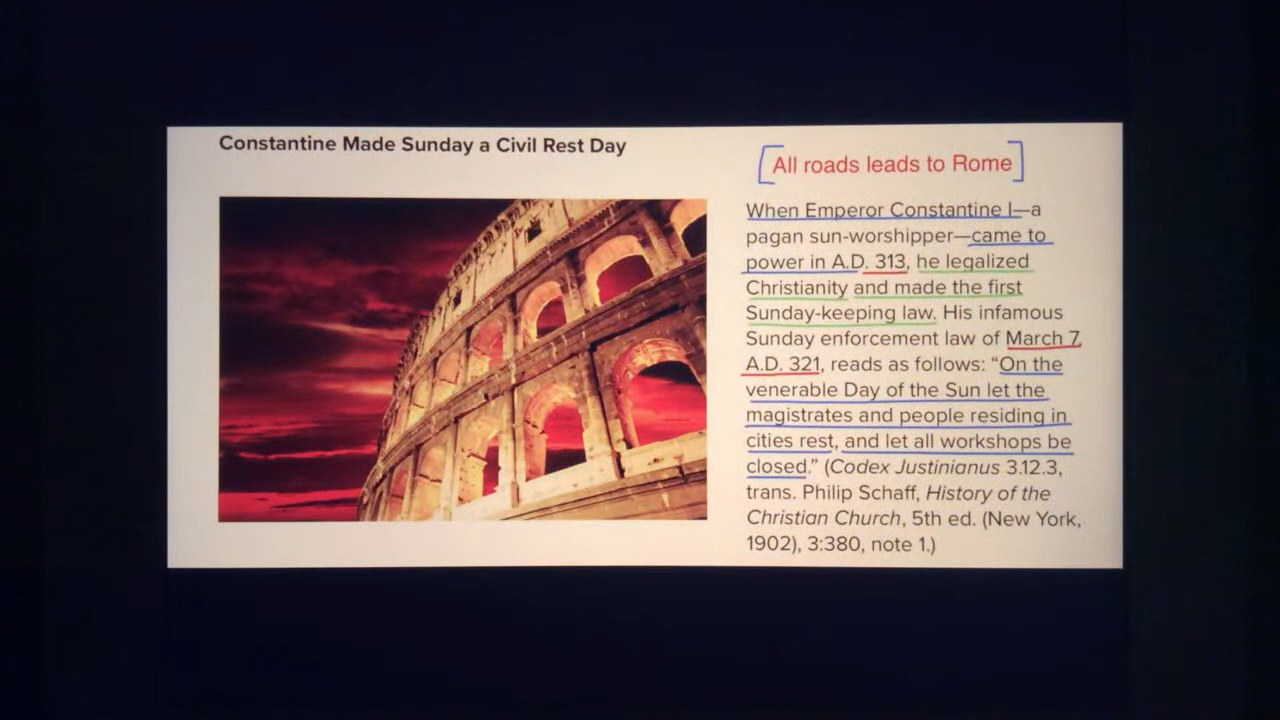 Constantine Made Sunday a Civil Rest Day
All roads leads to Rome
When Emperor Constantine I—a
pagan sun-worshipper—came to
power in A.D. 313, he legalized
Christianity and made the first
Sunday-keeping law. His infamous
Sunday enforcement law of March 7,
A.D. 321, reads as follows: “On the
venerable Day of the Sun let the
magistrates and people residing in
cities rest, and let all workshops be
closed.” (Codex Justinianus 3.12.3,
trans. Philip Schaff, History of the
Christian Church, 5th ed. (New York,
1902), 3:380, note 1.)